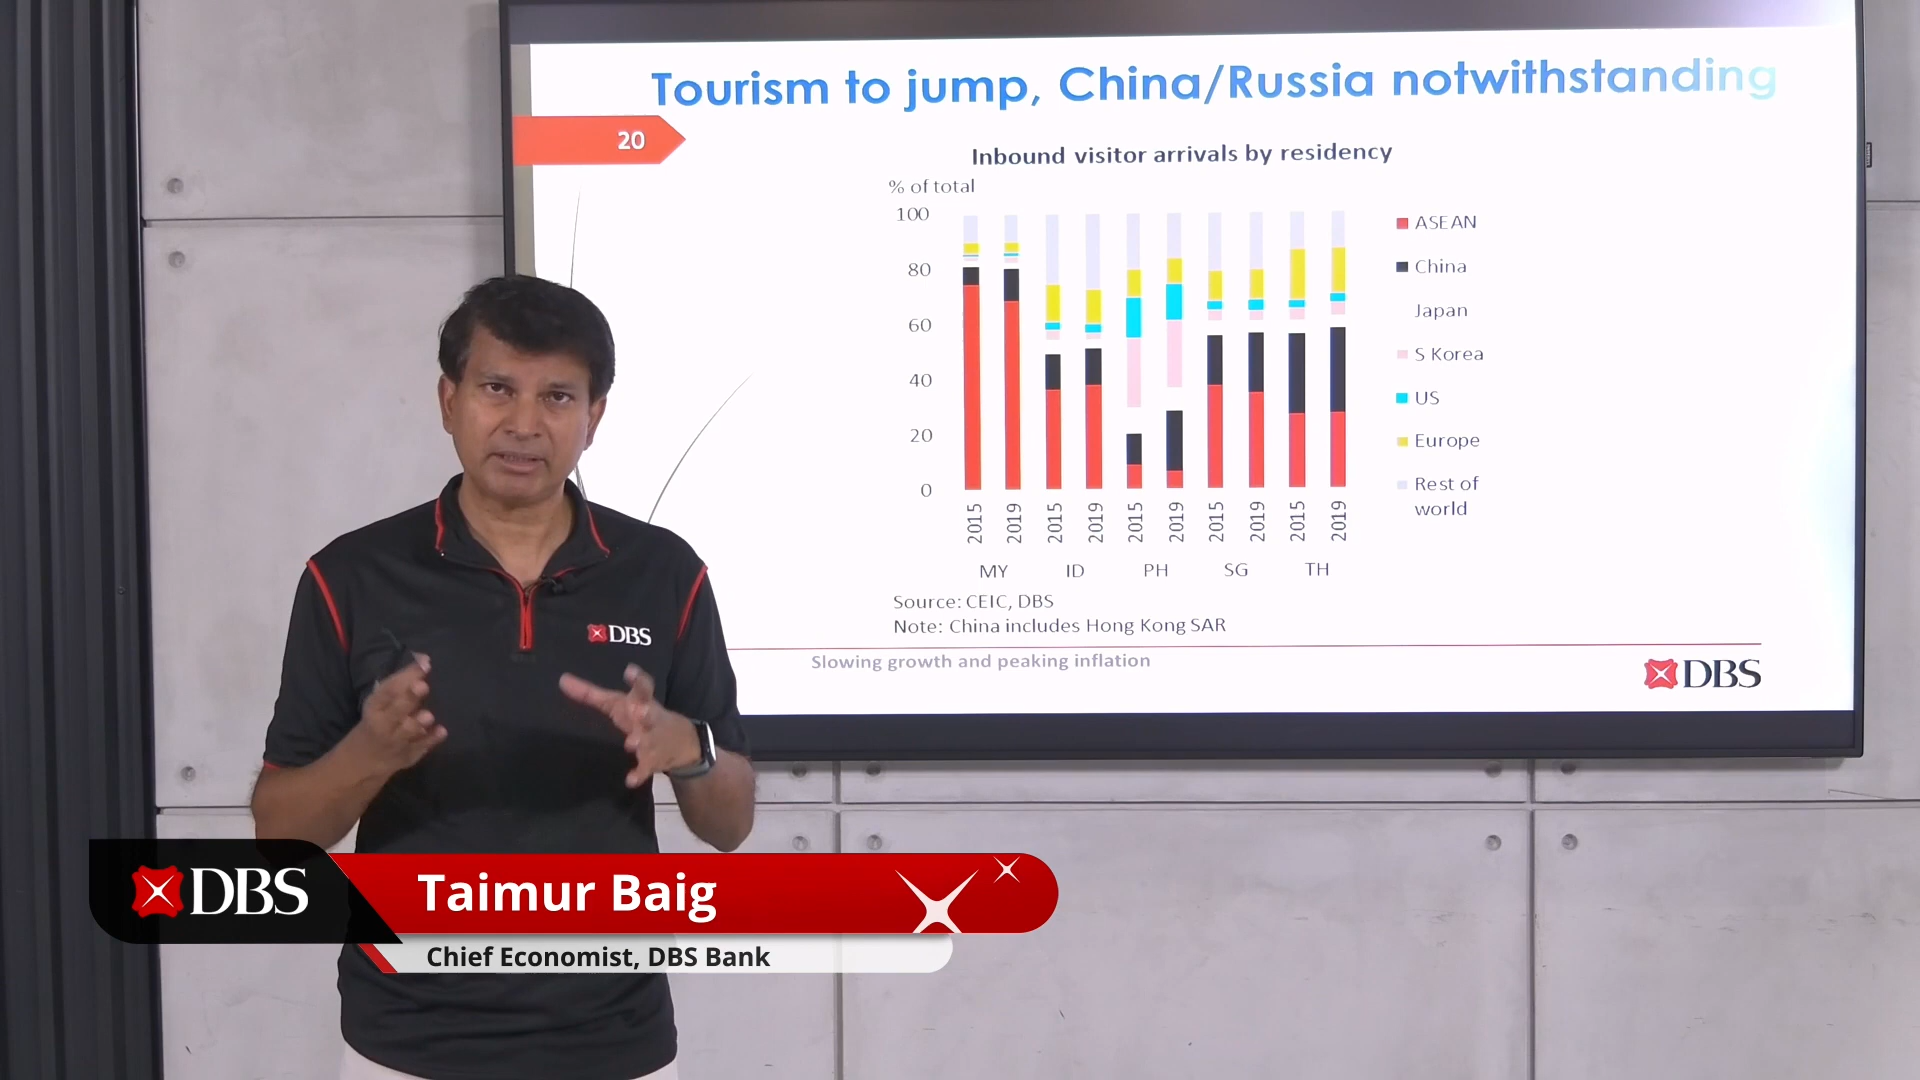 Tourism to jump, China/Russia notwithstanding
20
Inbound visitor arrivals by residency
% of total
100
80
60
40
20
0
2015 2019 2015 2019 2015 2019 2015 2019 2015 2019
MY ID PH SG TH
ASEAN
China
Japan
S Korea
US
Europe
Rest of
world
Source: CEIC, DBS
Note: China includes Hong Kong SAR
Slowing growth and peaking inflation
DBS
DBS
DBS
Taimur Baig
Chief Economist, DBS Bank